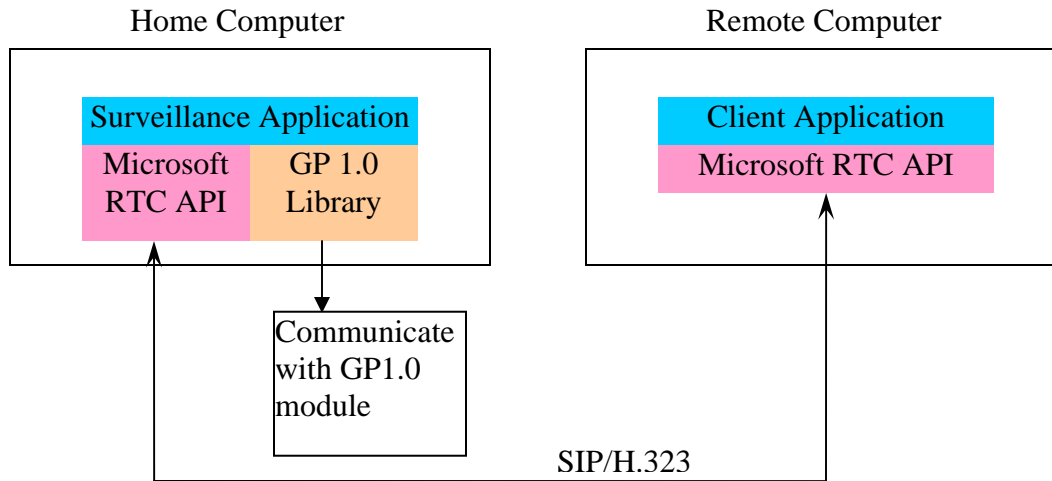 Home Computer
Remote Computer
Surveillance Application
Microsoft
RTC API
GP 1.0
Library
Client Application
Microsoft RTC API
Communicate
with GP1.0
module
SIP/H.323